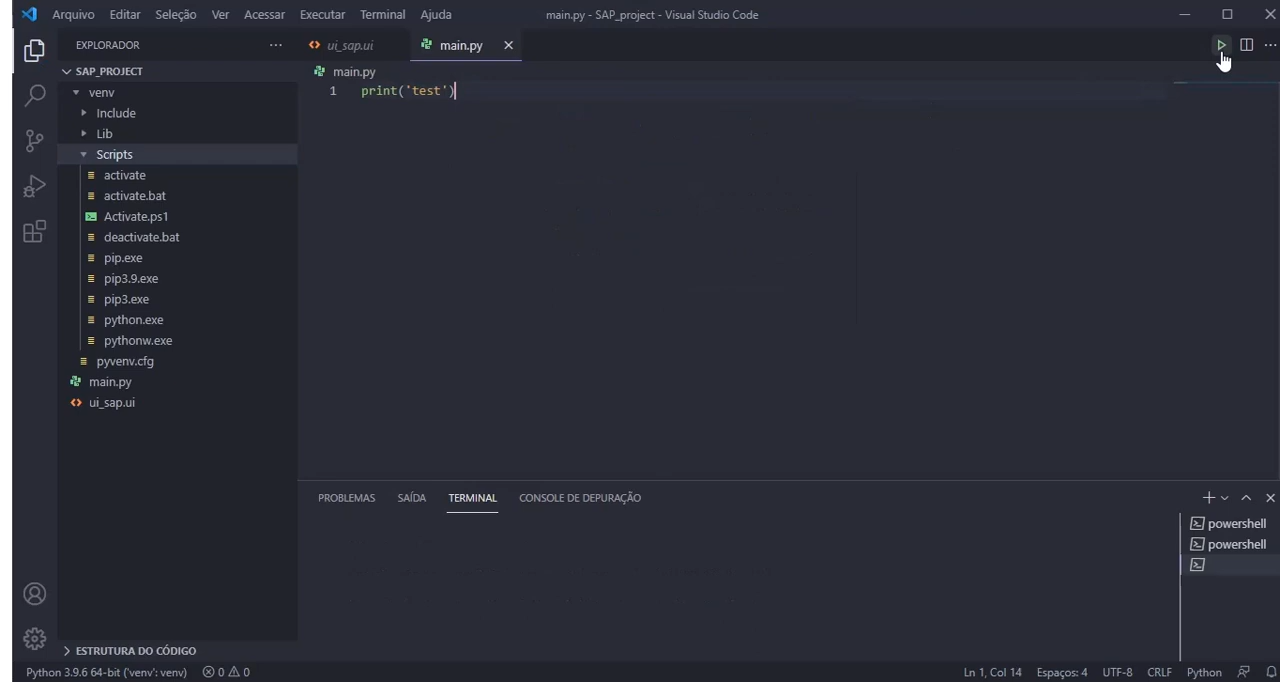 Arquivo Editar Seleção Ver Acessar Executar Terminal Ajuda main.py - SAP_project - Visual Studio Code
EXPLORADOR
ui_sap.ui
main.py
SAP_PROJECT
main.py
venv
1 print('test')
Include
Lib
Scripts
activate
activate.bat
Activate.ps1
deactivate.bat
pip.exe
pip3.9.exe
pip3.exe
python.exe
pythonw.exe
pyvenv.cfg
main.py
ui_sap.ui
PROBLEMAS SAÍDA TERMINAL CONSOLE DE DEPURAÇÃO
powershell
powershell
ESTRUTURA DO CÓDIGO
Python 3.9.6 64-bit ('venv': venv) 0 0 Ln 1, Col 14 Espaços: 4 UTF-8 CRLF Python